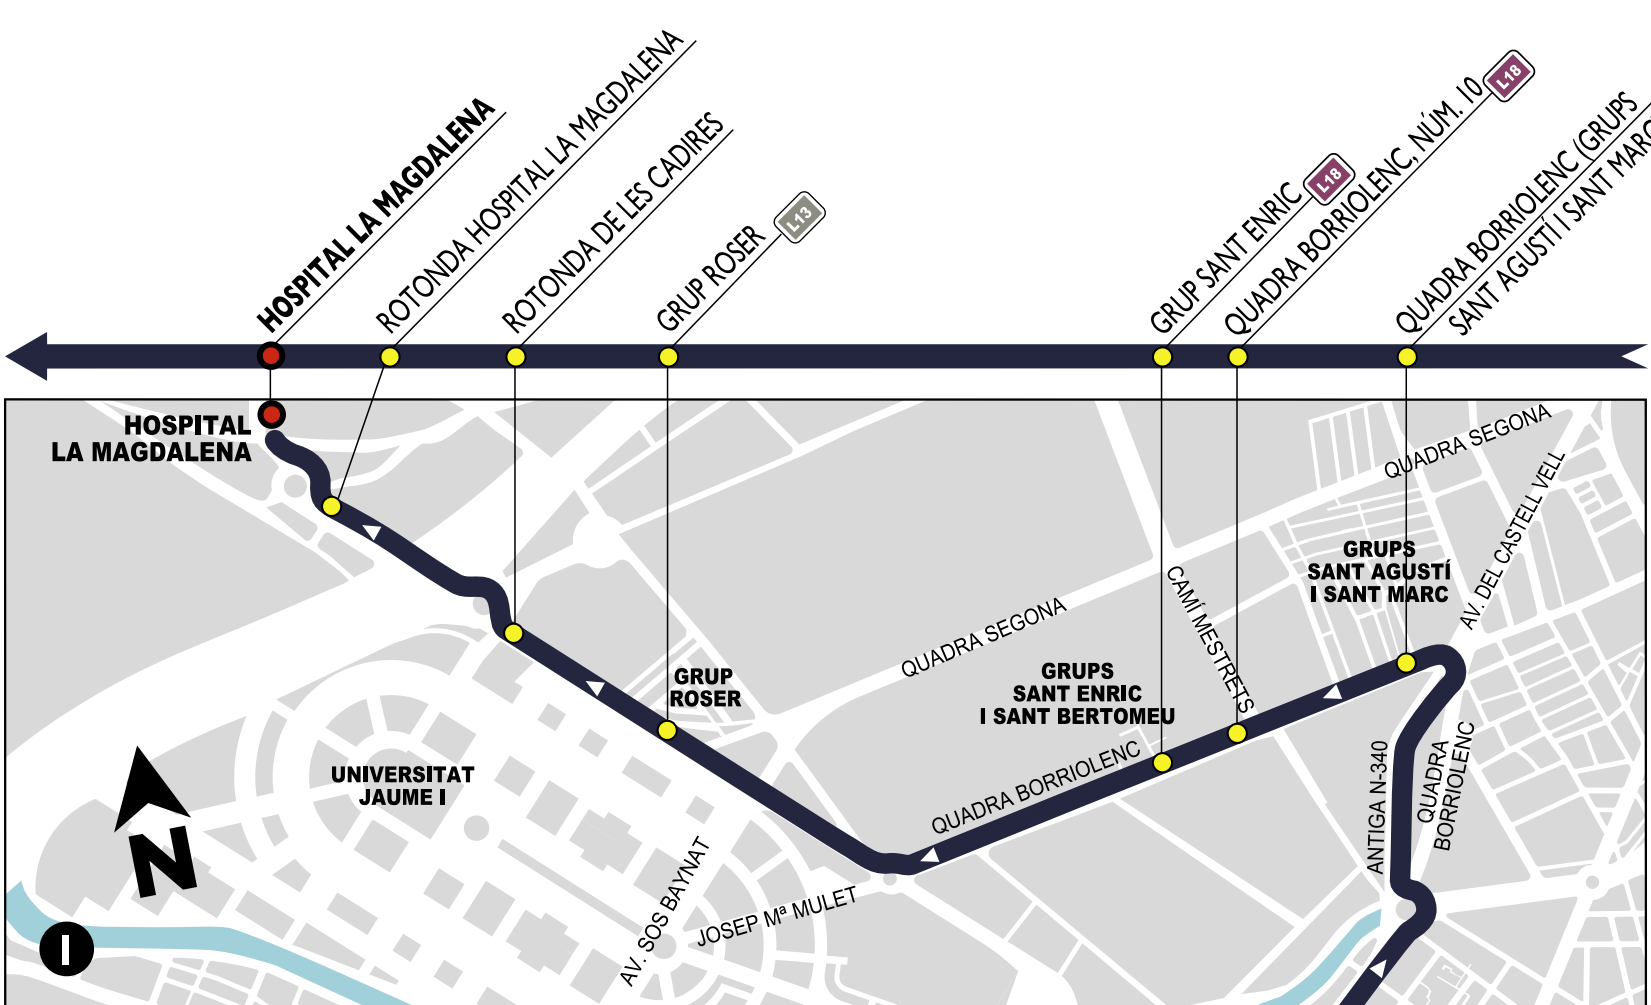 HOSPITAL LA MAGDALENA
ROTONDA HOSPITAL LA MAGDALENA
ROTONDA DE LES CADIRES
GRUP ROSER
L13
GRUP SANT ENRIC
L18
QUADRA BORRIOLENC, NÚM. 10
L18
QUADRA BORRIOLENC (GRUPS
SANT AGUSTÍ I SANT MARC
HOSPITAL
LA MAGDALENA
QUADRA SEGONA
AV. DEL CASTELL VELL
GRUPS
SANT AGUSTÍ
I SANT MARC
CAMÍ MESTRETS
QUADRA SEGONA
GRUPS
SANT ENRIC
I SANT BERTOMEU
GRUP
ROSER
QUADRA BORRIOLENC
ANTIGA N-340
QUADRA
BORRIOLENC
UNIVERSITAT
JAUME I
AV. SOS BAYNAT
JOSEP Mª MULET
N
I